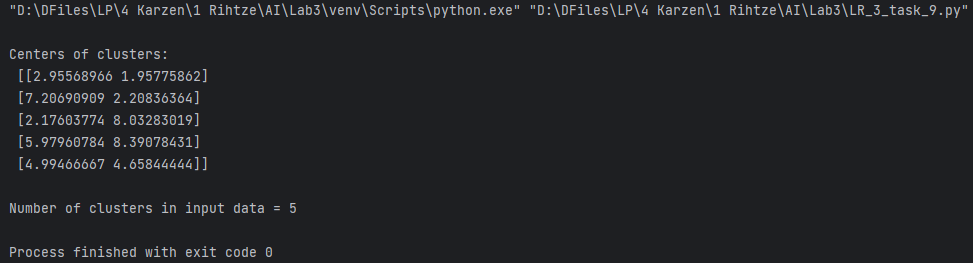 "D:\DFiles\LP\4 Karzen\1 Rihtze\AI\Lab3\venv\Scripts\python.exe" "D:\DFiles\LP\4 Karzen\1 Rihtze\AI\Lab3\LR_3_task_9.py"
Centers of clusters:
[[2.95568966 1.95775862]
[7.20690909 2.20836364]
[2.17603774 8.03283019]
[5.97960784 8.39078431]
[4.99466667 4.65844444]]
Number of clusters in input data = 5
Process finished with exit code 0